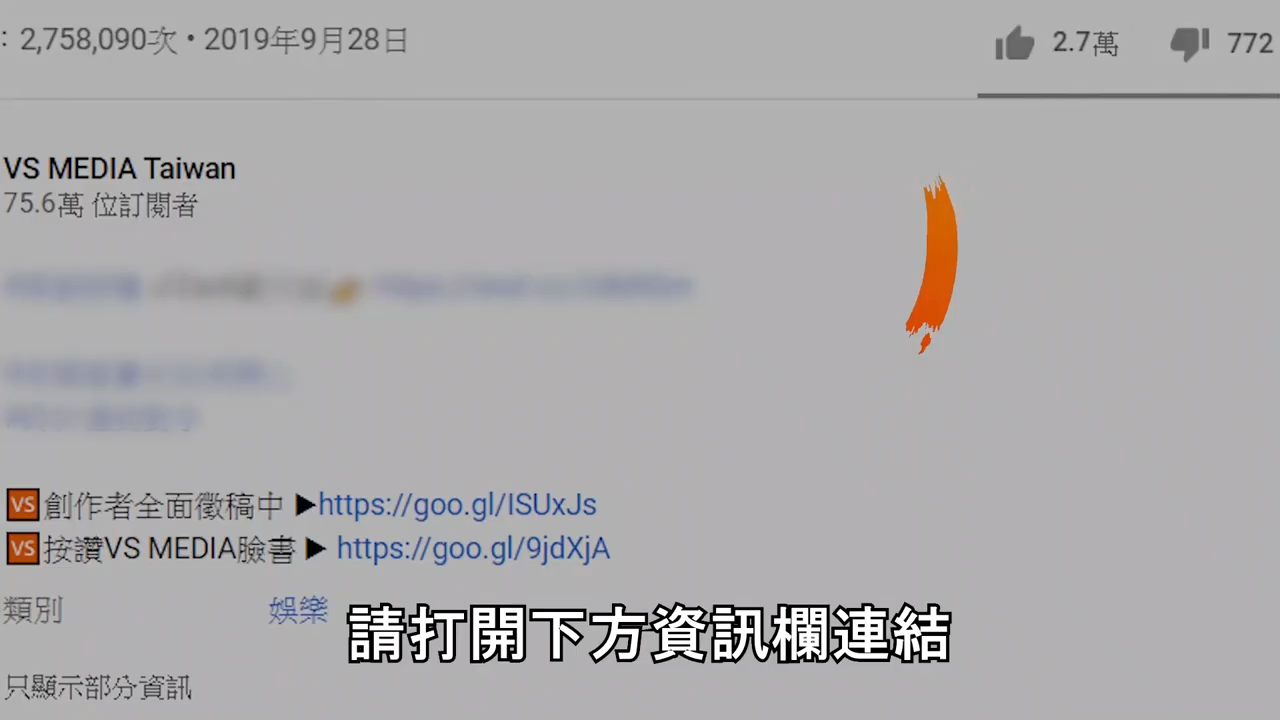 : 2,758,090次 • 2019年9月28日
2.7萬
772
VS MEDIA Taiwan
75.6萬 位訂閱者
VS創作者全面徵稿中 ▶https://goo.gl/ISUxJs
VS按讚VS MEDIA臉書 ▶ https://goo.gl/9jdXjA
類別 娛樂
請打開下方資訊欄連結
只顯示部分資訊